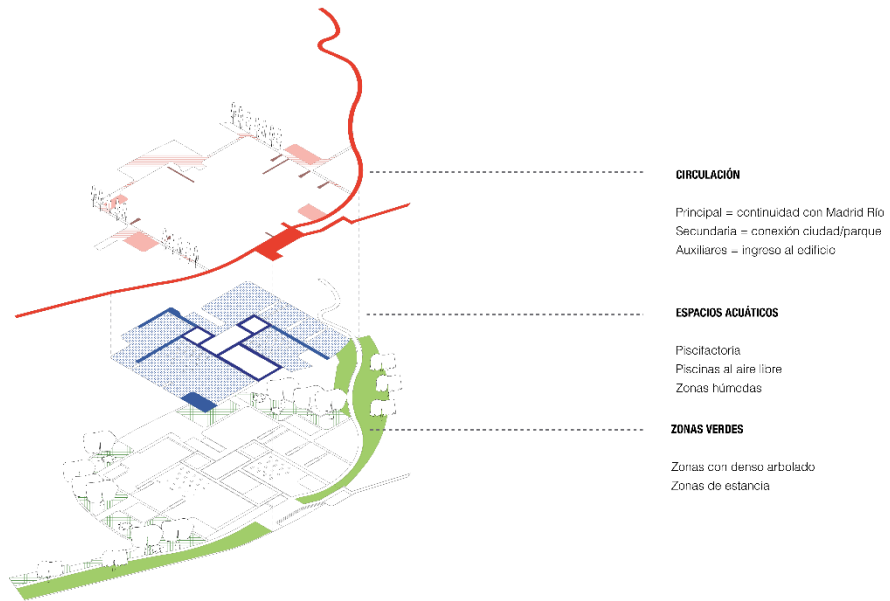 CIRCULACIÓN
Principal = continuidad con Madrid Río
Secundaria = conexión ciudad/parque
Auxiliares = ingreso al edificio
ESPACIOS ACUÁTICOS
Piscifactoría
Piscinas al aire libre
Zonas húmedas
ZONAS VERDES
Zonas con denso arbolado
Zonas de estancia